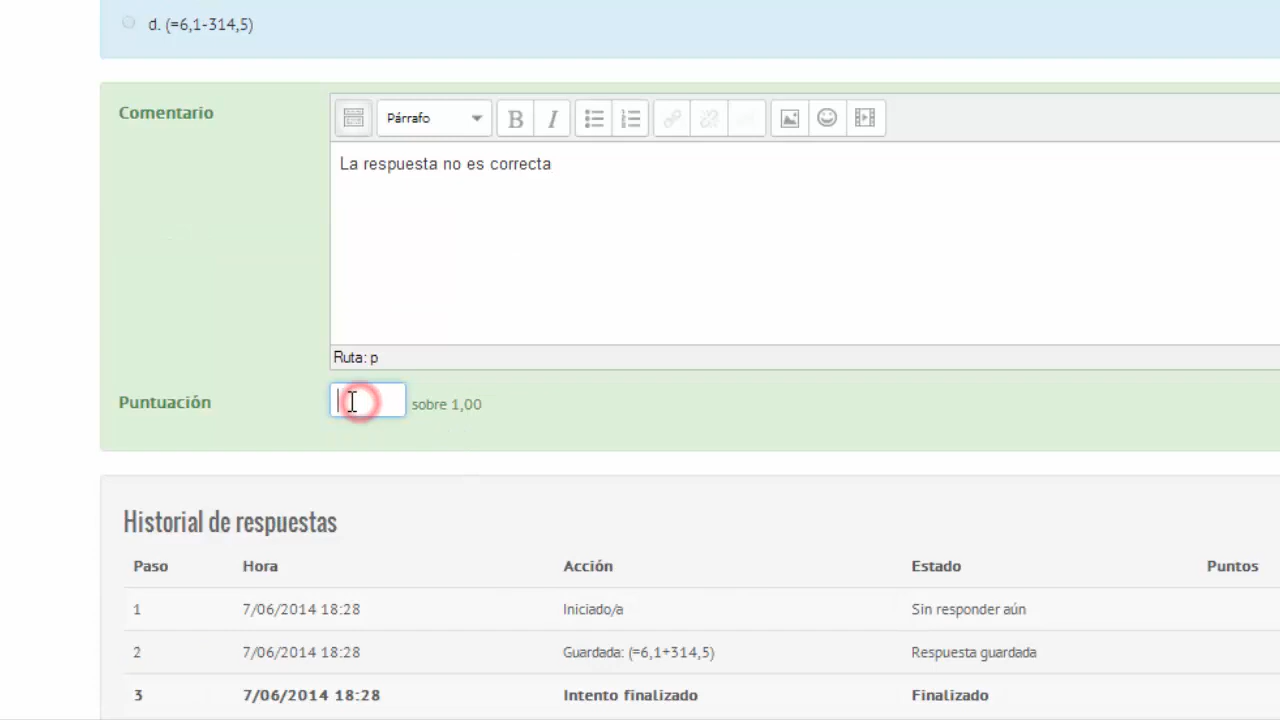 d. (=6,1-314,5)
Comentario
Párrafo
B I
La respuesta no es correcta
Ruta: p
Puntuación sobre 1,00
Historial de respuestas
Paso Hora Acción Estado Puntos
1 7/06/2014 18:28 Iniciado/a Sin responder aún
2 7/06/2014 18:28 Guardada: (=6,1+314,5) Respuesta guardada
3 7/06/2014 18:28 Intento finalizado Finalizado